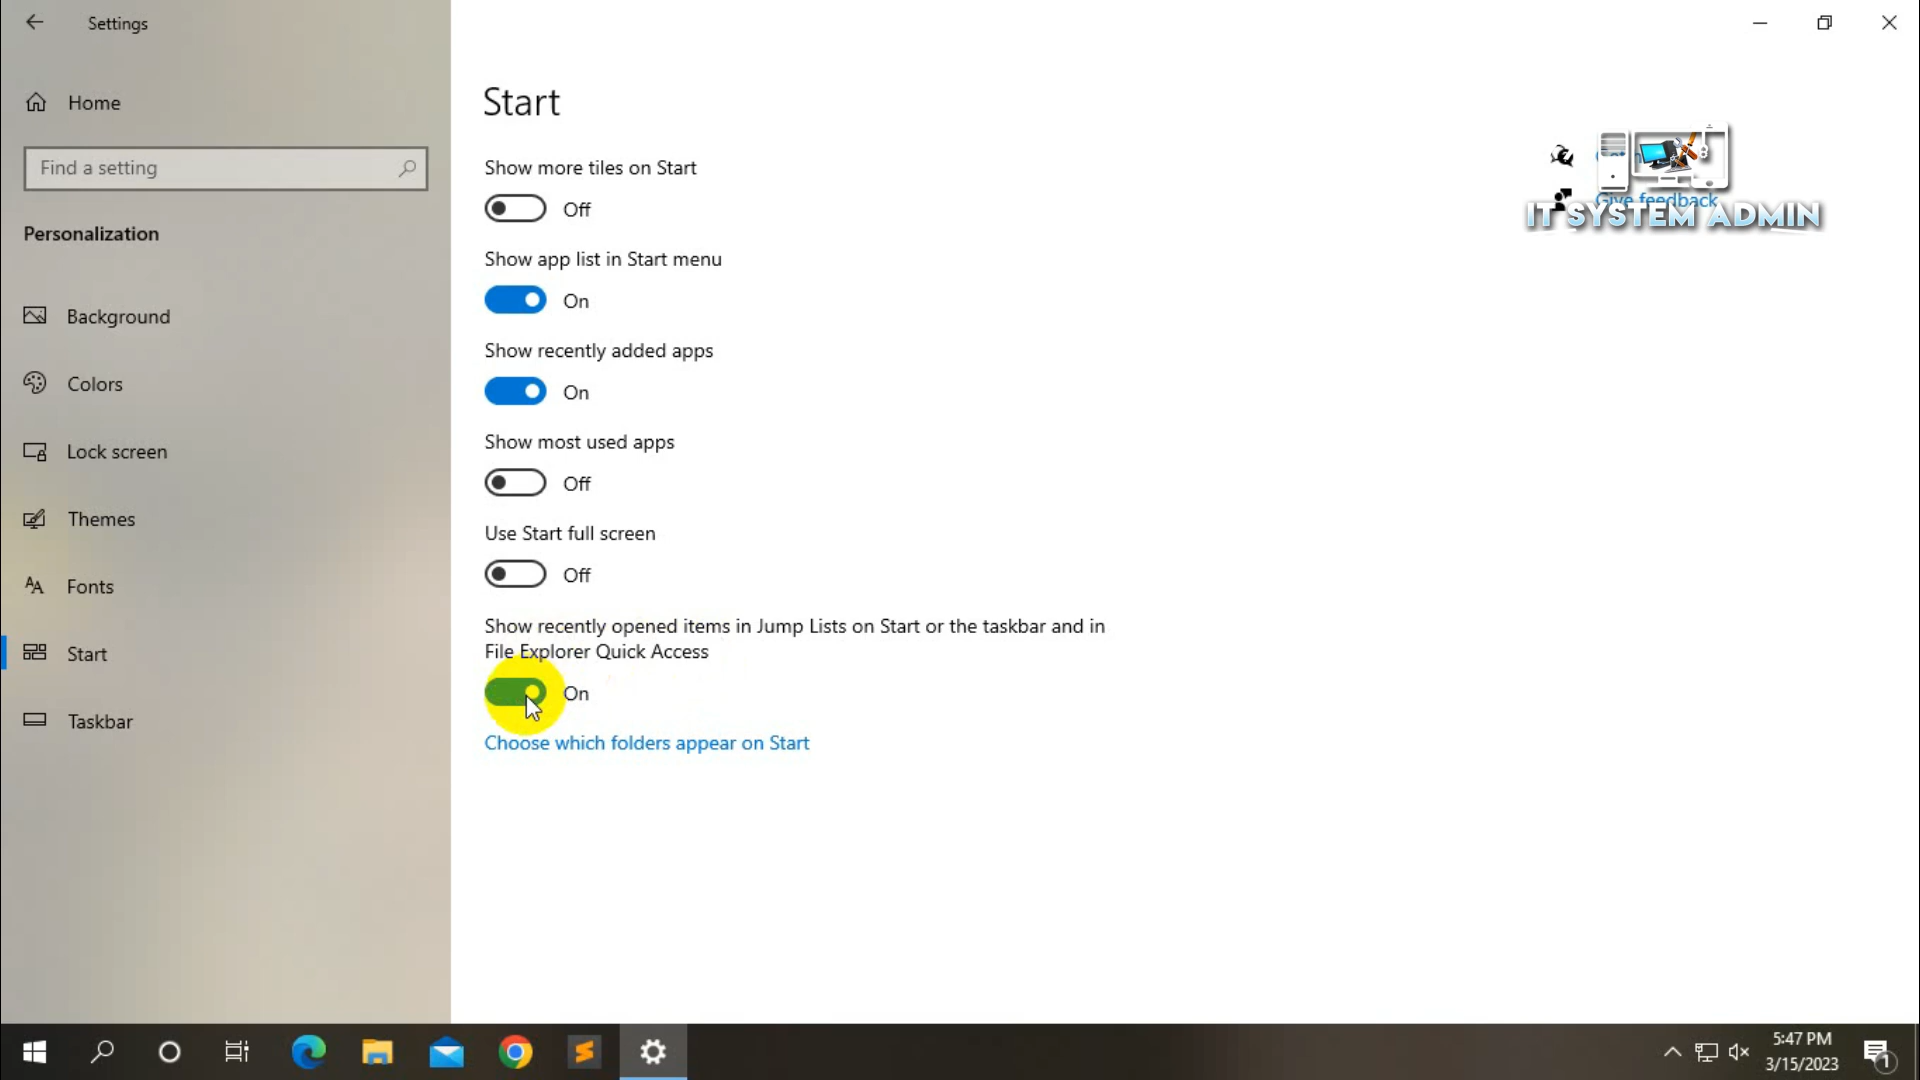 Settings
Home
Find a setting
Personalization
Background
Colors
Lock screen
Themes
Fonts
Start
Taskbar
Start
Show more tiles on Start
Off
Show app list in Start menu
On
Show recently added apps
On
Show most used apps
Off
Use Start full screen
Off
Show recently opened items in Jump Lists on Start or the taskbar and in
File Explorer Quick Access
On
Choose which folders appear on Start
Give feedback
IT SYSTEM ADMIN
5:47 PM
3/15/2023
1